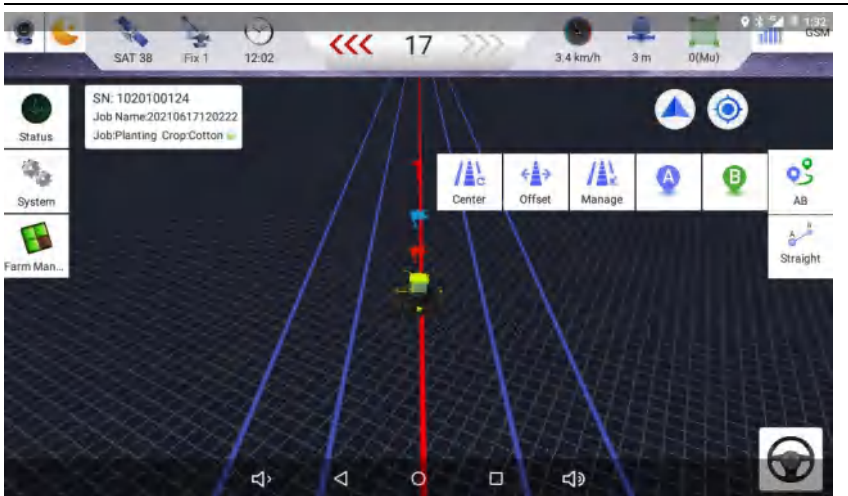 1:32
GSM
SAT 38
Fix 1
12:02
<<<
17
>>>
3.4 km/h
3 m
0(Mu)
Status
SN: 1020100124
Job Name:20210617120222
Job:Planting Crop:Cotton
System
Farm Man...
Center
Offset
Manage
A
B
AB
A
B
Straight